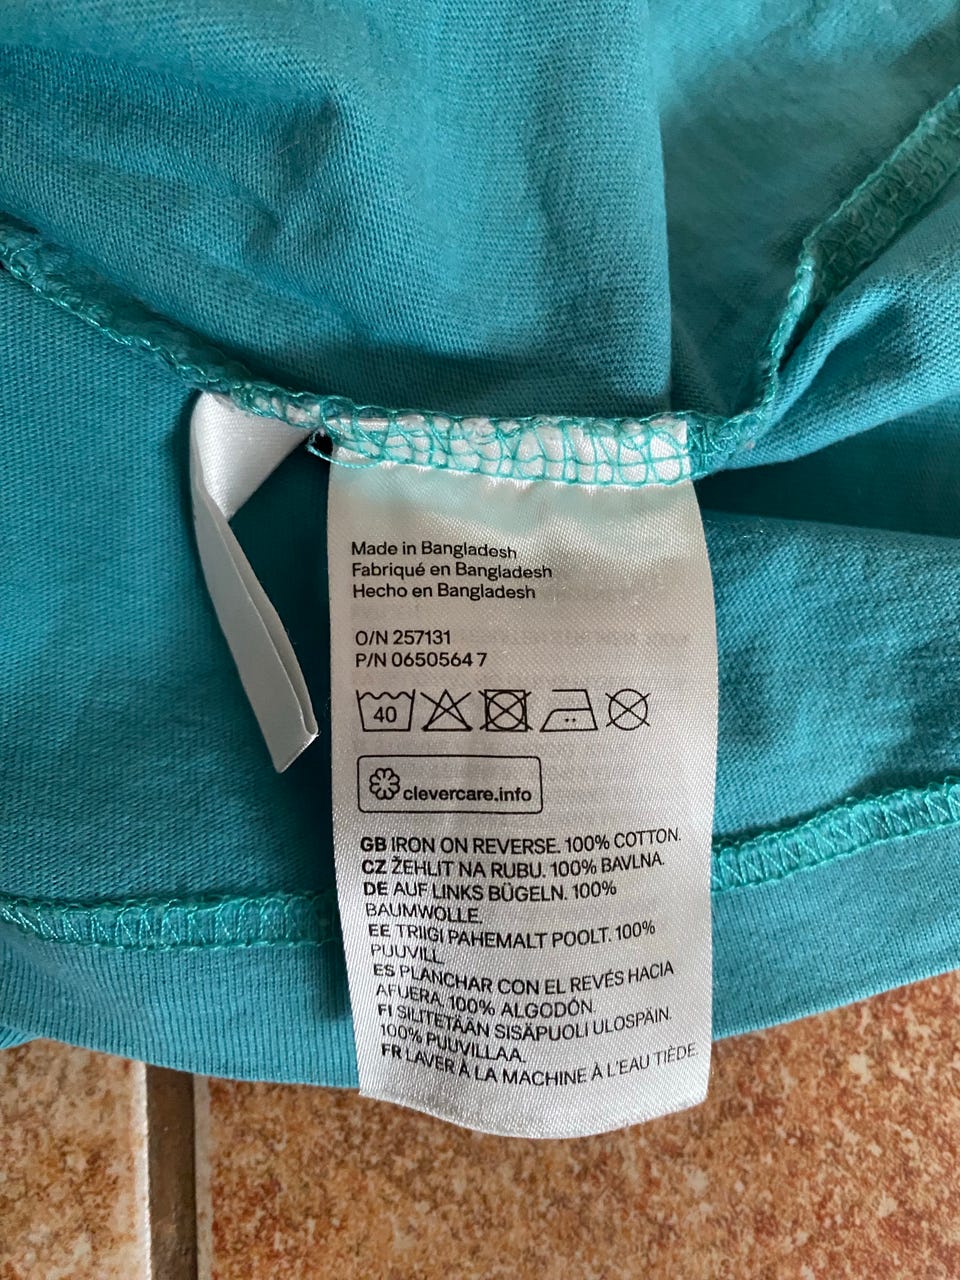 Made in Bangladesh
Fabriqué en Bangladesh
Hecho en Bangladesh
O/N 257131
P/N 0650564 7
40
clevercare.info
GB IRON ON REVERSE. 100% COTTON.
CZ ŽEHLIT NA RUBU. 100% BAVLNA.
DE AUF LINKS BÜGELN. 100%
BAUMWOLLE.
EE TRIIGI PAHEMALT POOLT. 100%
PUUVILL.
ES PLANCHAR CON EL REVÉS HACIA
AFUERA. 100% ALGODÓN.
FI SILITETÄÄN SISÄPUOLI ULOSPÄIN.
100% PUUVILLAA.
FR LAVER À LA MACHINE À L'EAU TIÈDE.